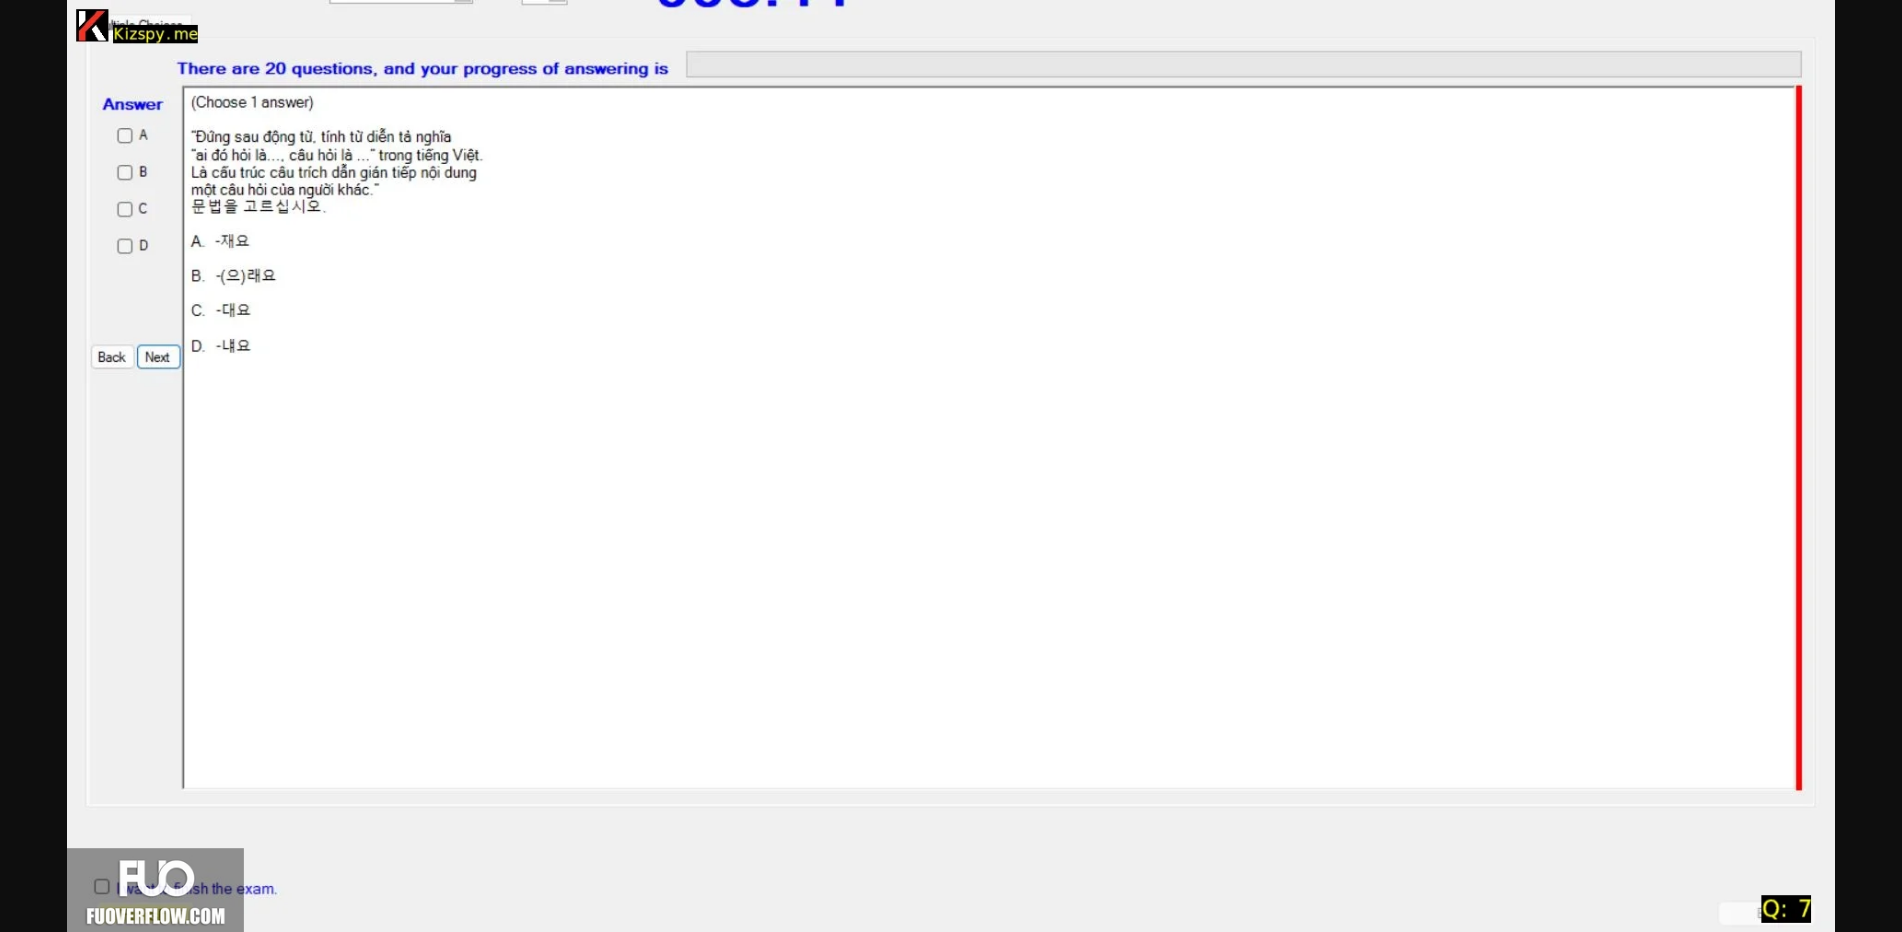 Kizspy.me
There are 20 questions, and your progress of answering is
Answer
(Choose 1 answer)
A
B
C
D
"Đứng sau động từ, tính từ diễn tả nghĩa
"ai đó hỏi là..., câu hỏi là ..." trong tiếng Việt.
Là cấu trúc câu trích dẫn gián tiếp nội dung
một câu hỏi của người khác."
문법을 고르십시오.
A. -재요
B. -(으)래요
C. -대요
D. -냬요
Back
Next
FUO
the exam.
FUOVERFLOW.COM
Q: 7